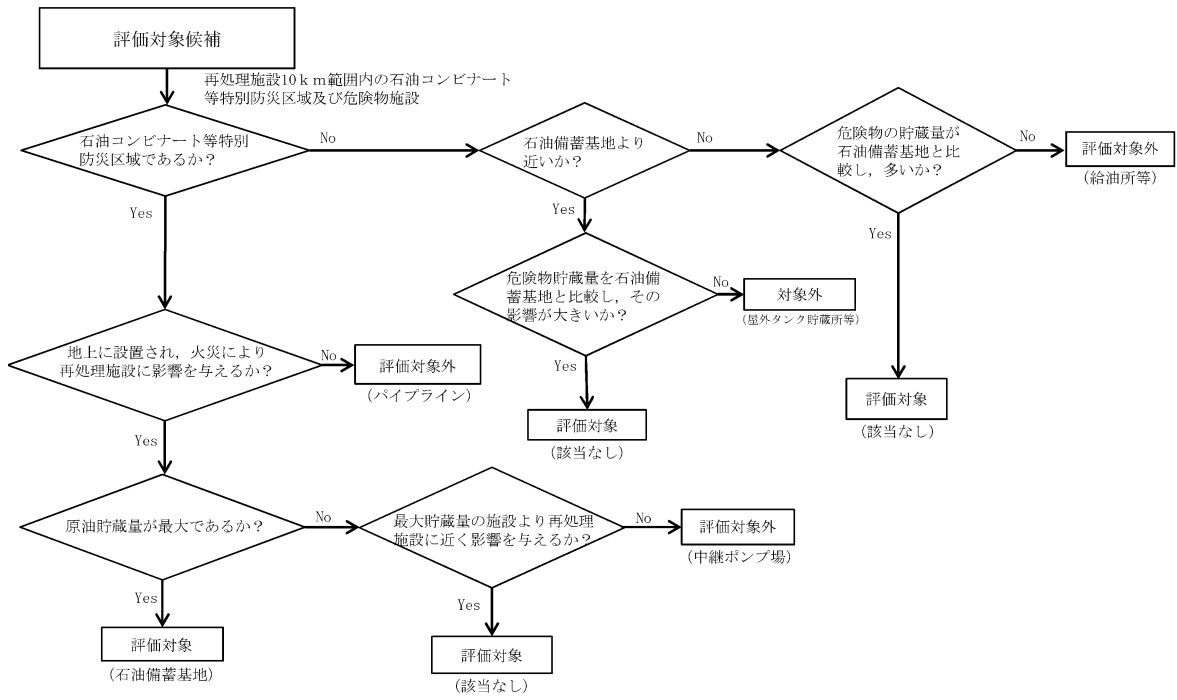 評価対象候補
再処理施設10ｋｍ範囲内の石油コンビナート
等特別防災区域及び危険物施設
石油コンビナート等特別
防災区域であるか？
No
石油備蓄基地より
近いか？
No
危険物の貯蔵量が
石油備蓄基地と比
較し，多いか？
No
評価対象外
（給油所等）
Yes
Yes
Yes
危険物貯蔵量を石油備
蓄基地と比較し，その
影響が大きいか？
No
対象外
（屋外タンク貯蔵所等）
地上に設置され，火災により
再処理施設に影響を与えるか？
No
評価対象外
（パイプライン）
Yes
評価対象
（該当なし）
評価対象
（該当なし）
Yes
原油貯蔵量が最大であるか？
No
最大貯蔵量の施設より再処理
施設に近く影響を与えるか？
No
評価対象外
（中継ポンプ場）
Yes
Yes
評価対象
（石油備蓄基地）
評価対象
（該当なし）